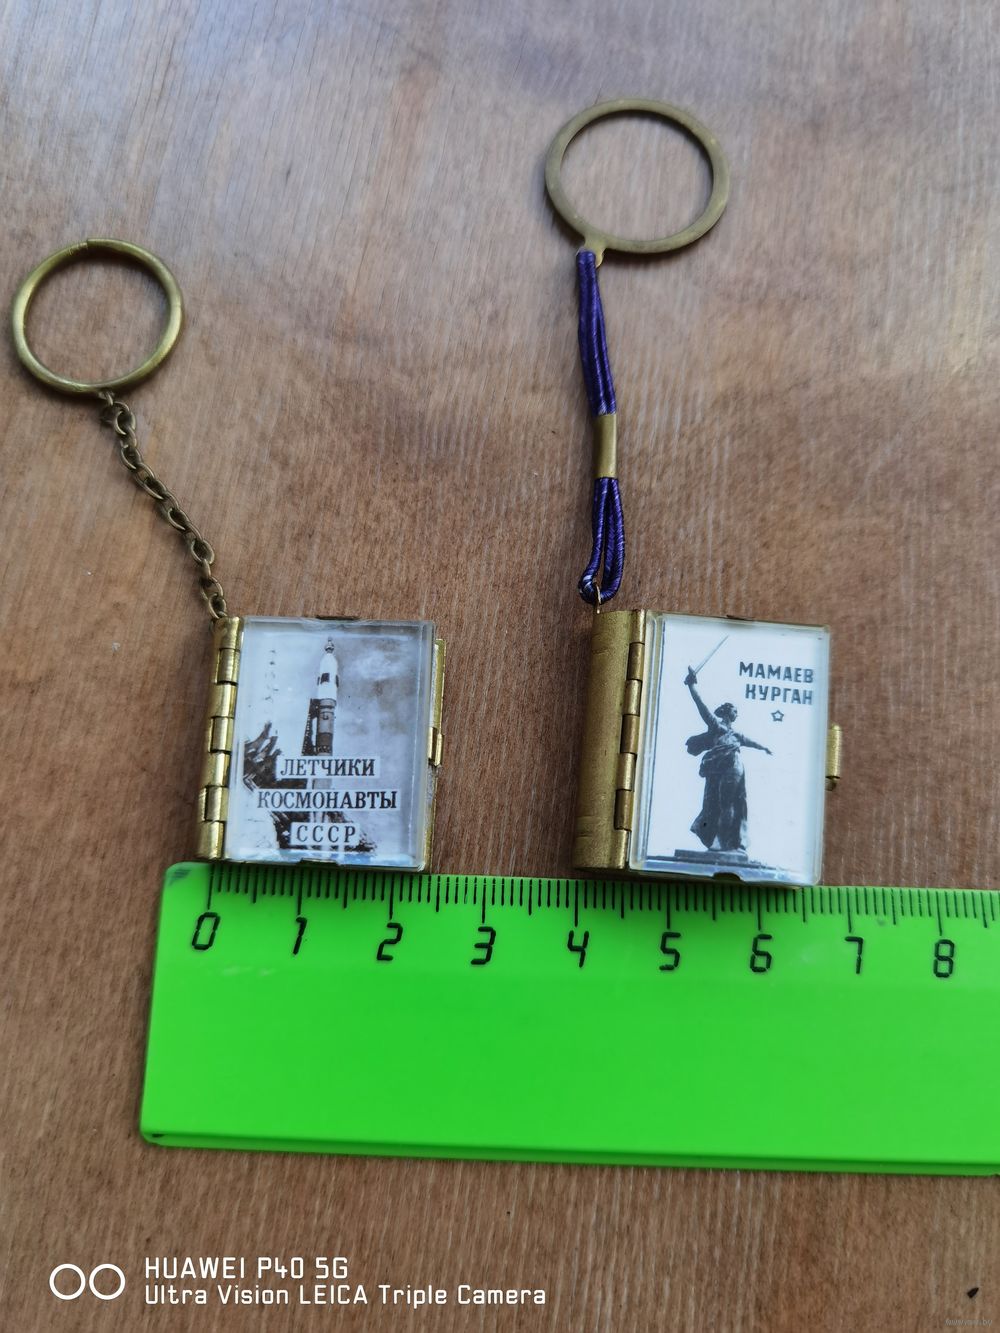 МАМАЕВ
КУРГАН
ЛЕТЧИКИ
КОСМОНАВТЫ
СССР
0 1 2 3 4 5 6 7 8
HUAWEI P40 5G
Ultra Vision LEICA Triple Camera